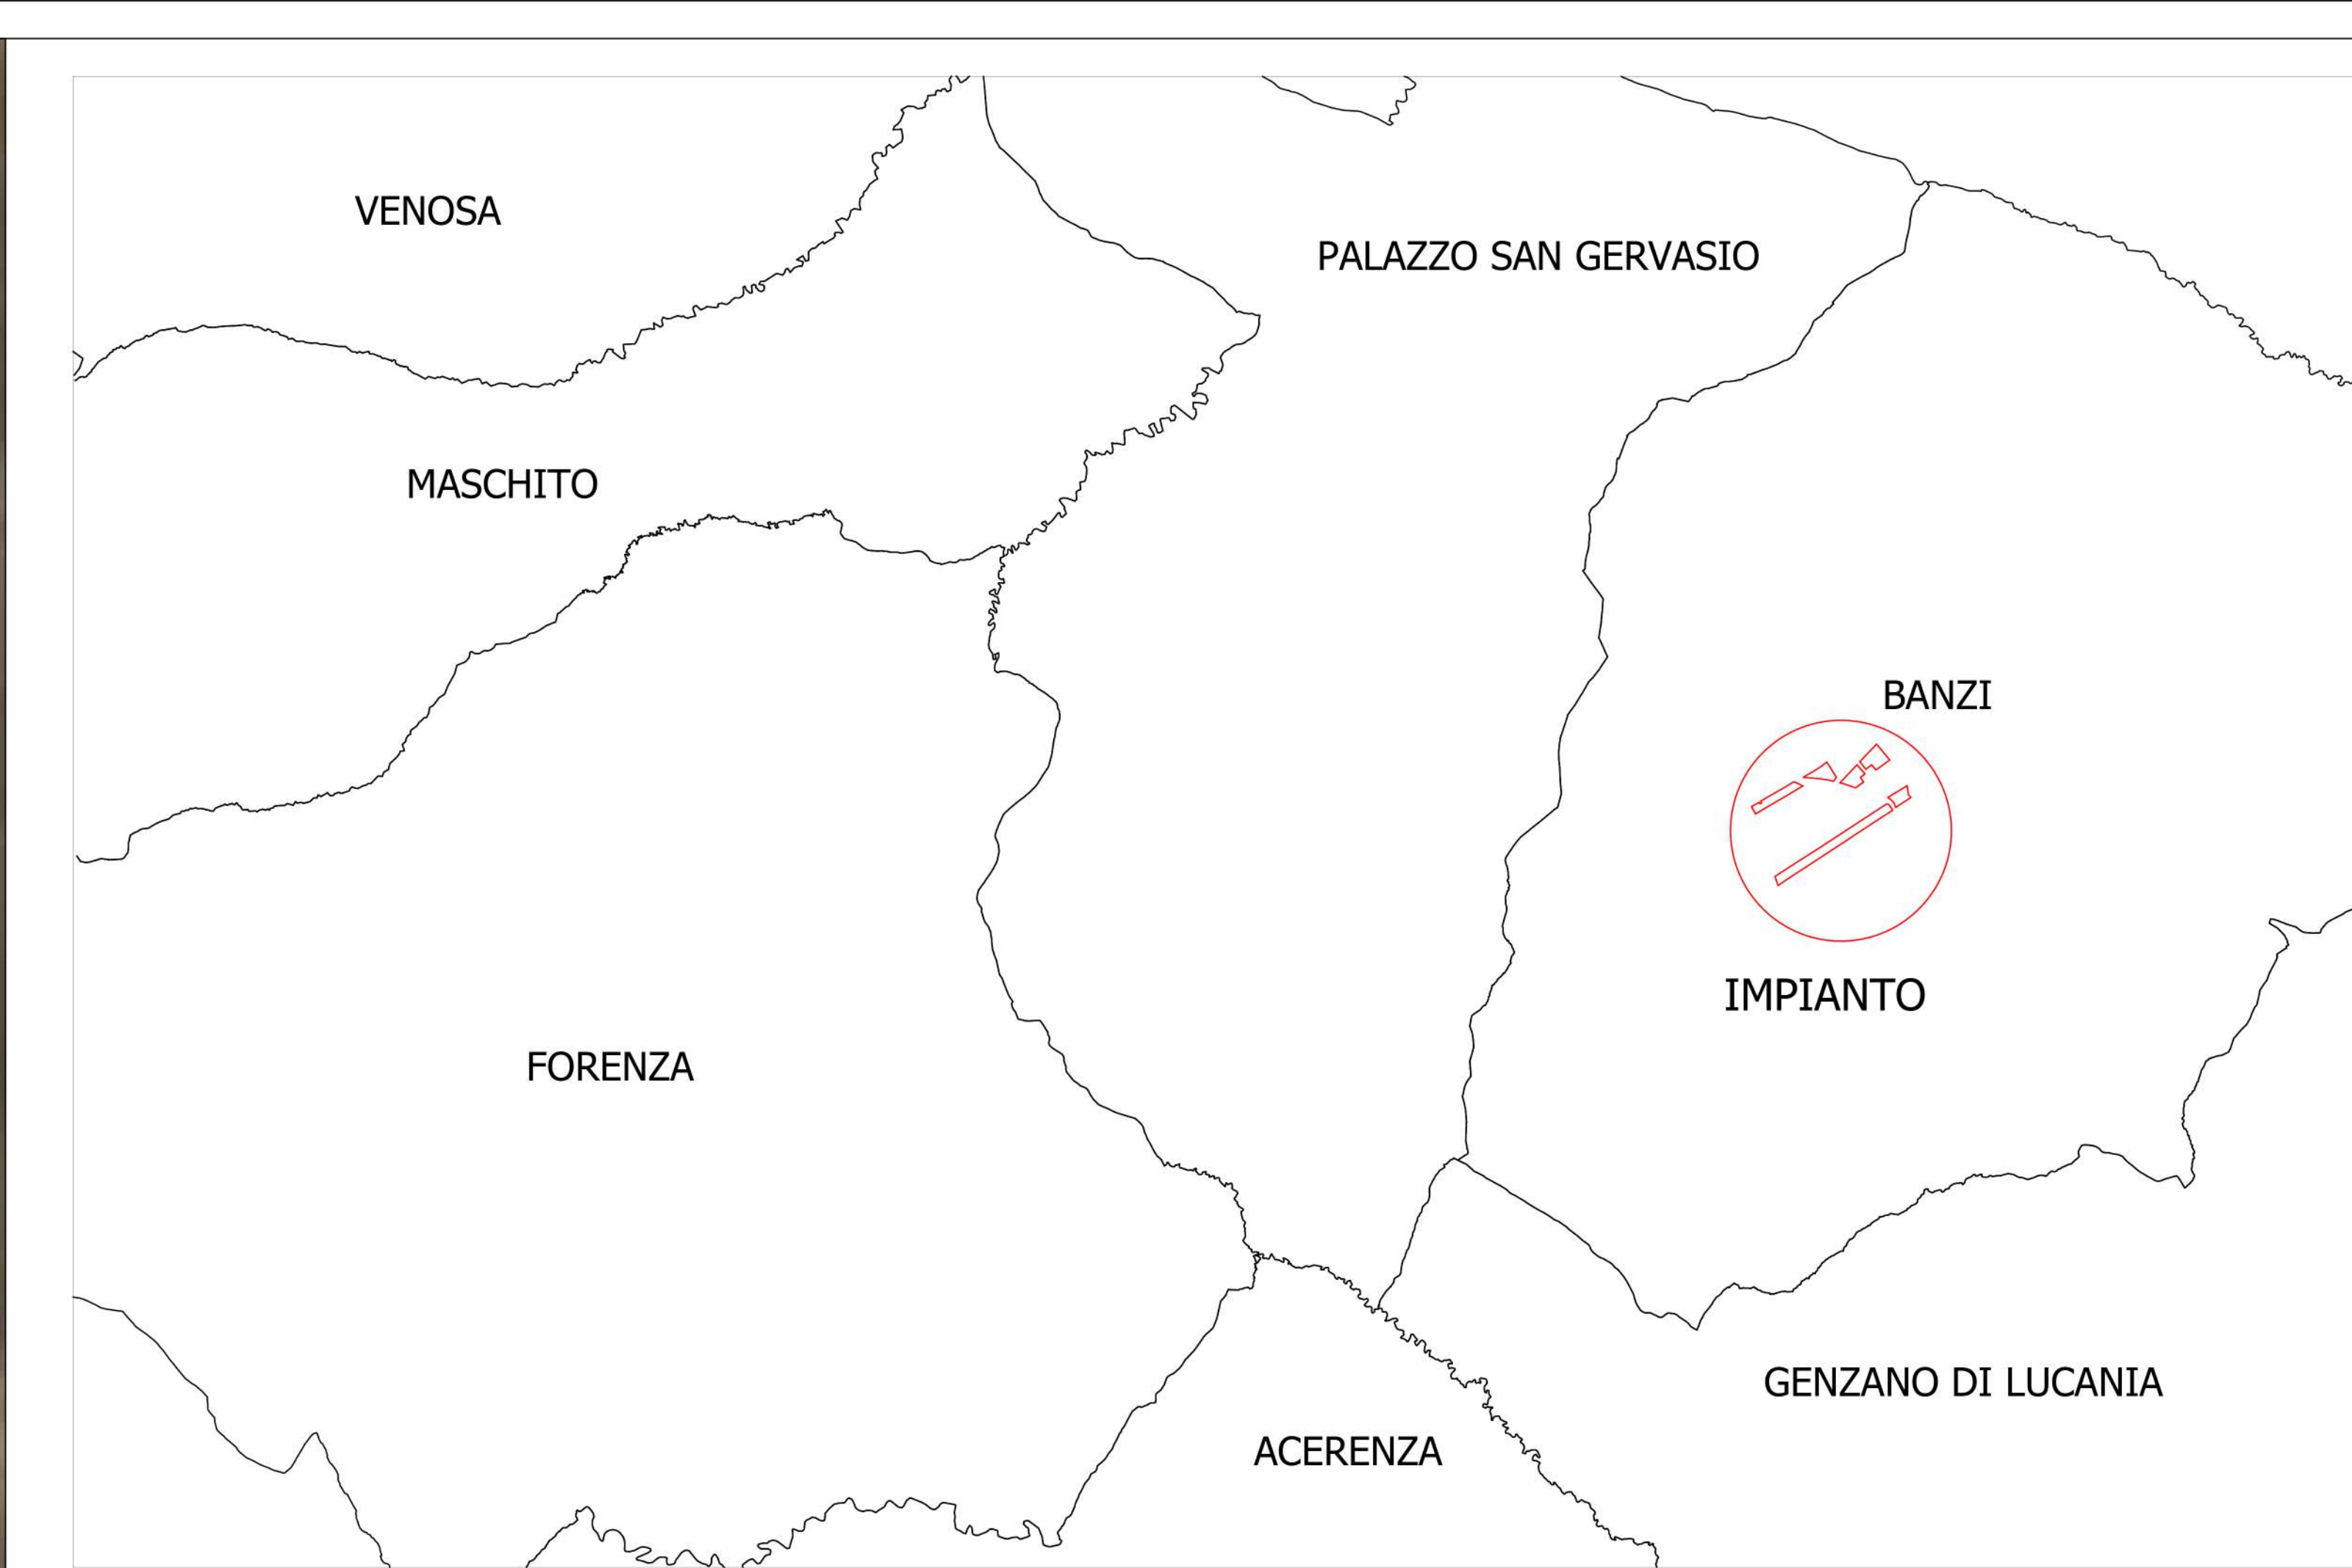 VENOSA
PALAZZO SAN GERVASIO
MASCHITO
BANZI
IMPIANTO
FORENZA
GENZANO DI LUCANIA
ACERENZA